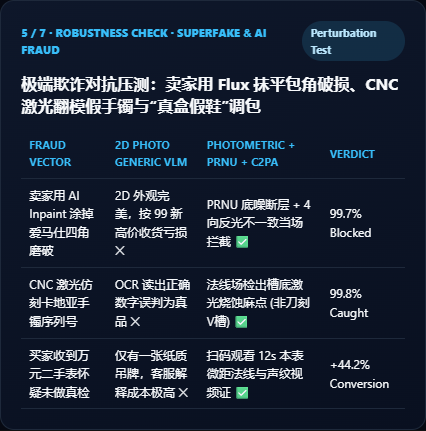 5 / 7 · ROBUSTNESS CHECK · SUPERFAKE & AI
FRAUD
Perturbation
Test
极端欺诈对抗压测：卖家用 Flux 抹平包角破损、CNC
激光翻模假手镯与“真盒假鞋”调包
FRAUD
VECTOR
2D PHOTO
GENERIC VLM
PHOTOMETRIC +
PRNU + C2PA
VERDICT
卖家用 AI
Inpaint 涂掉
爱马仕四角
磨破
2D 外观完
美，按 99 新
高价收货亏损
✕
PRNU 底噪断层 + 4
向反光不一致当场
拦截 ✅
99.7%
Blocked
CNC 激光仿
刻卡地亚手
镯序列号
OCR 读出正确
数字误判为真
品 ✕
法线场检出槽底激
光烧蚀麻点 (非刀刻
V槽) ✅
99.8%
Caught
买家收到万
元二手表怀
疑未做真检
仅有一张纸质
吊牌，客服解
释成本极高 ✕
扫码观看 12s 本表
微距法线与声纹视
频证 ✅
+44.2%
Conversion